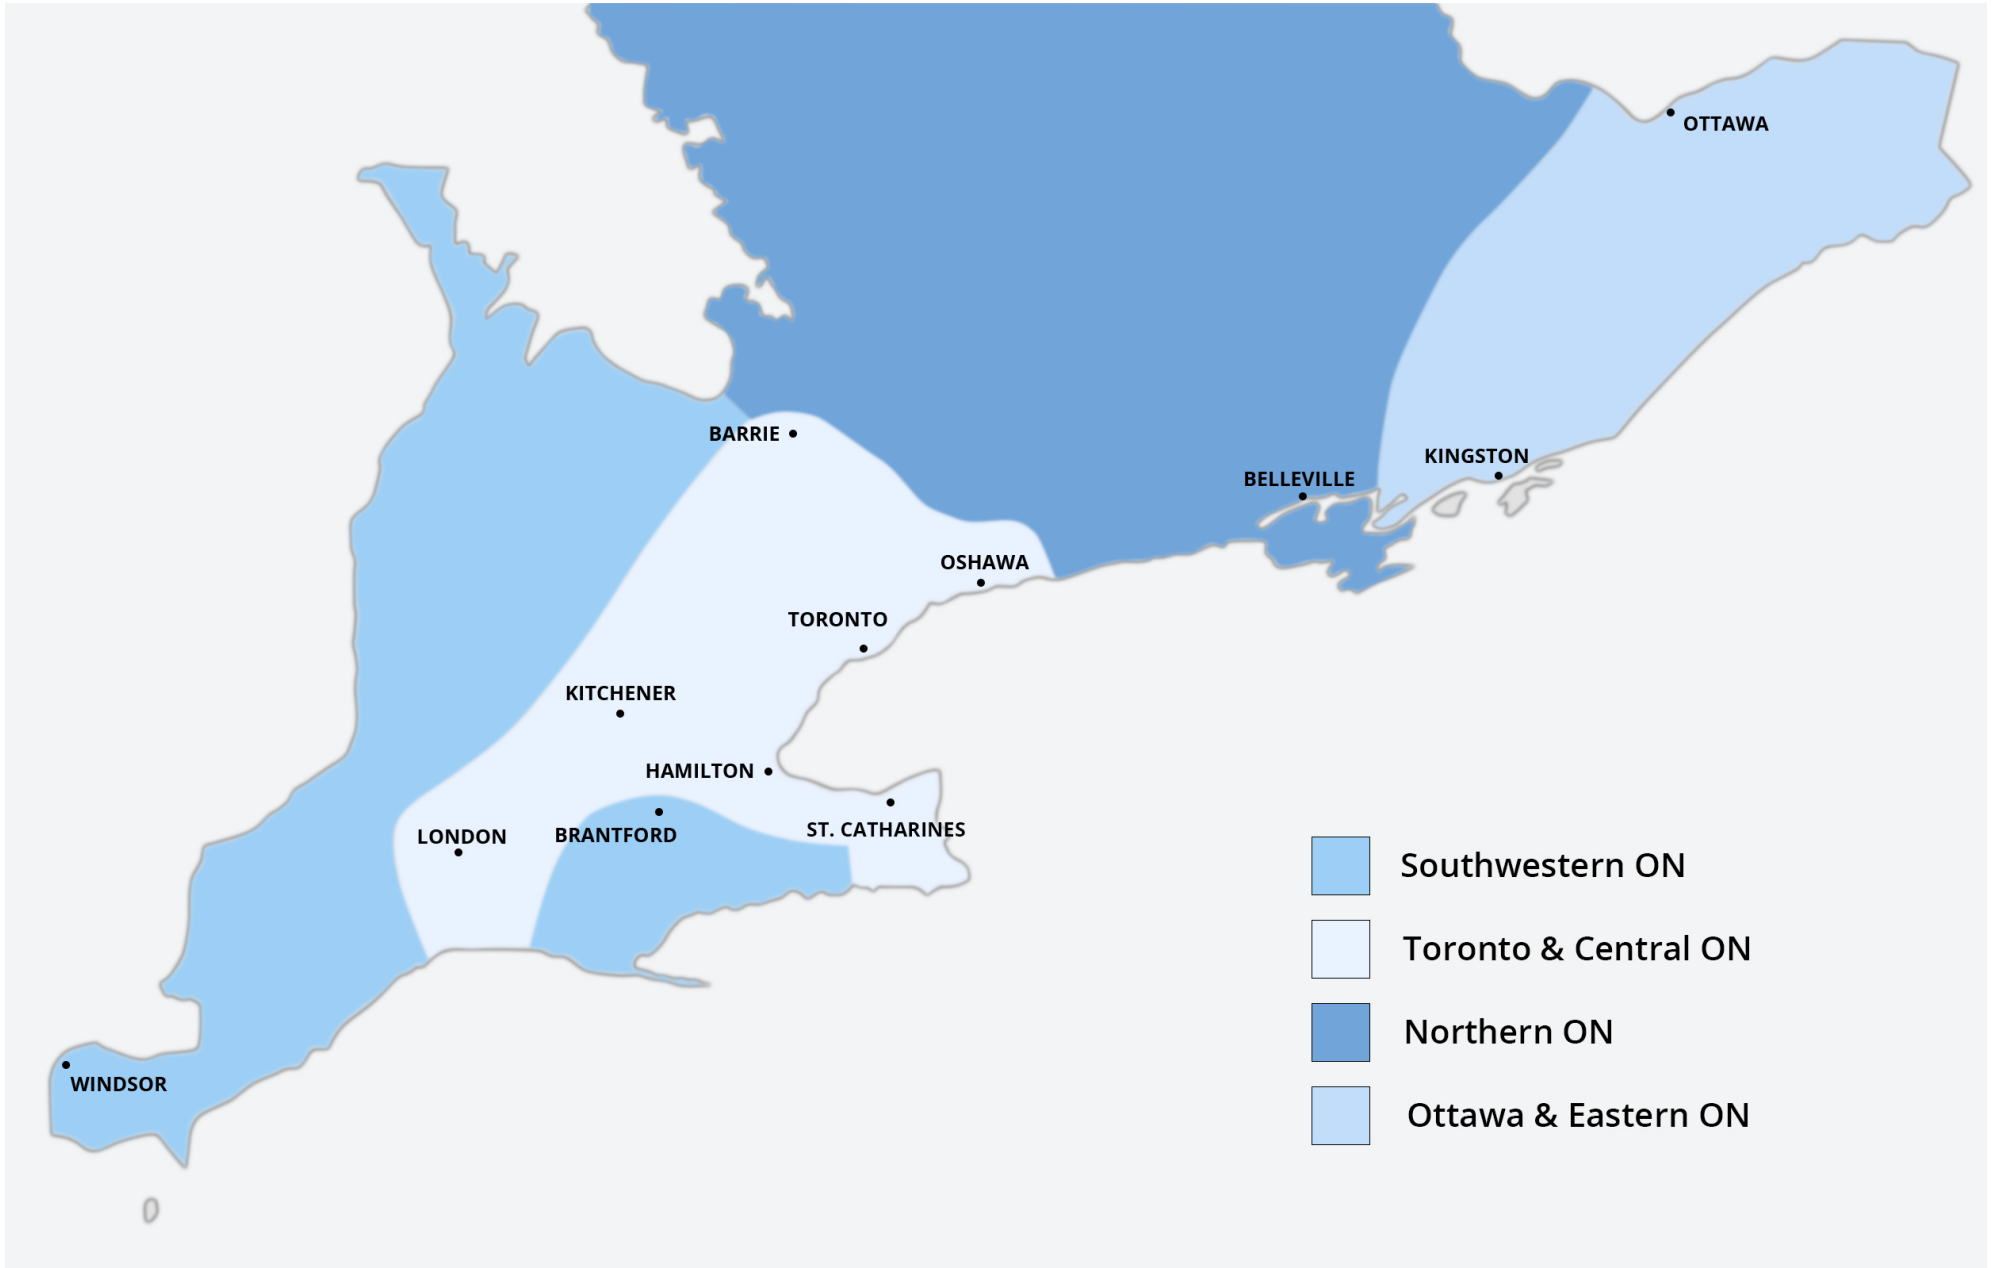 OTTAWA
BARRIE
KINGSTON
BELLEVILLE
OSHAWA
TORONTO
KITCHENER
HAMILTON
ST. CATHARINES
LONDON
BRANTFORD
WINDSOR
Southwestern ON
Toronto & Central ON
Northern ON
Ottawa & Eastern ON